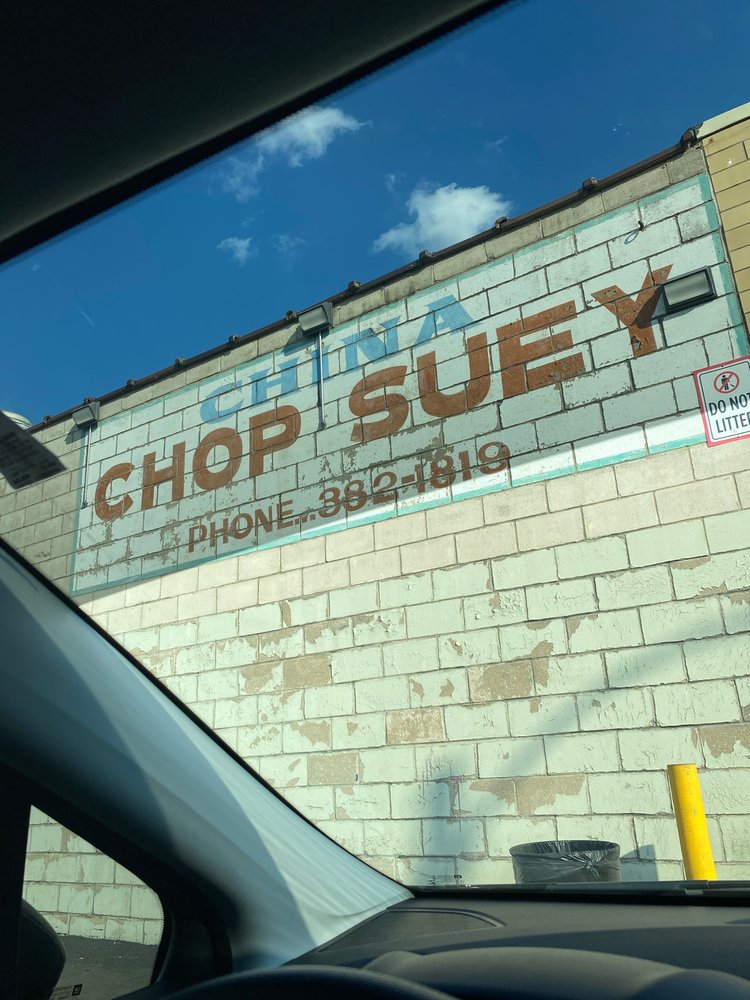 CHINA
CHOP SUEY
PHONE...382-1819
DO NOT
LITTER